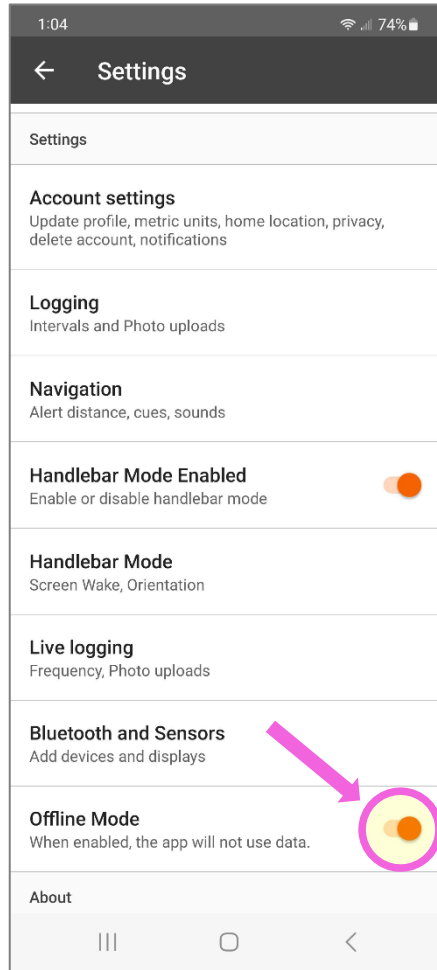 1:04
74%
Settings
Settings
Account settings
Update profile, metric units, home location, privacy,
delete account, notifications
Logging
Intervals and Photo uploads
Navigation
Alert distance, cues, sounds
Handlebar Mode Enabled
Enable or disable handlebar mode
Handlebar Mode
Screen Wake, Orientation
Live logging
Frequency, Photo uploads
Bluetooth and Sensors
Add devices and displays
Offline Mode
When enabled, the app will not use data.
About